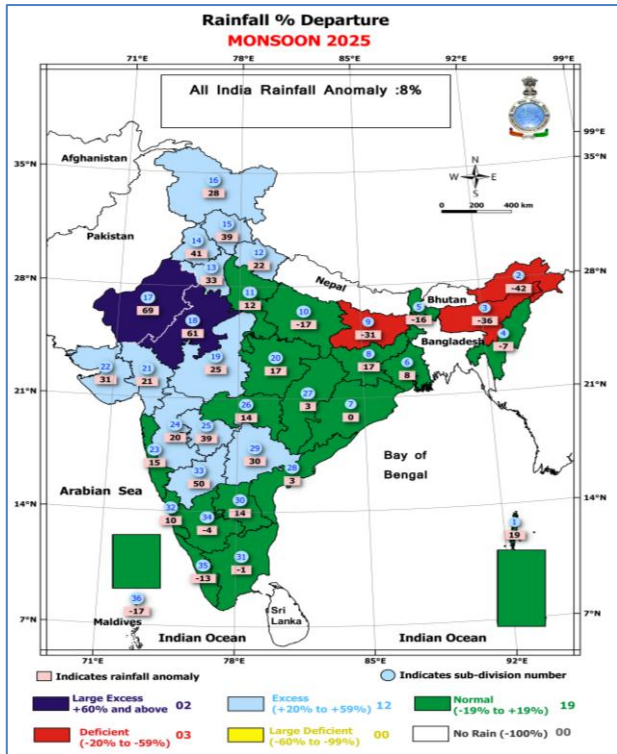 Rainfall % Departure
MONSOON 2025
71°E 78°E 85°E 92°E 99°E
All India Rainfall Anomaly :8%
99°E
35°N
35°N
Afghanistan
N
W E
S
16
28
0 200 400 km
15
39
14
41
Pakistan
12
22
13
33
28°N
28°N
Nepal
2
-42
17
69
11
12
Bhutan
18
61
10
-17
5
-16
3
-36
9
-31
Bangladesh
4
-7
19
25
20
17
8
17
6
8
22
31
21
21
21°N
21°N
27
3
7
0
26
14
24
20
25
39
23
15
29
30
Bay of
Bengal
28
3
33
50
Arabian Sea
14°N
14°N
32
10
30
14
34
-4
1
19
31
-1
35
-13
36
-17
Sri
Lanka
Maldives
7°N
7°N
Indian Ocean Indian Ocean
71°E 78°E 85°E 92°E
Indicates rainfall anomaly Indicates sub-division number
Large Excess
+60% and above 02
Excess
(+20% to +59%) 12
Normal
(-19% to +19%) 19
Deficient
(-20% to -59%) 03
Large Deficient
(-60% to -99%) 00
No Rain (-100%) 00